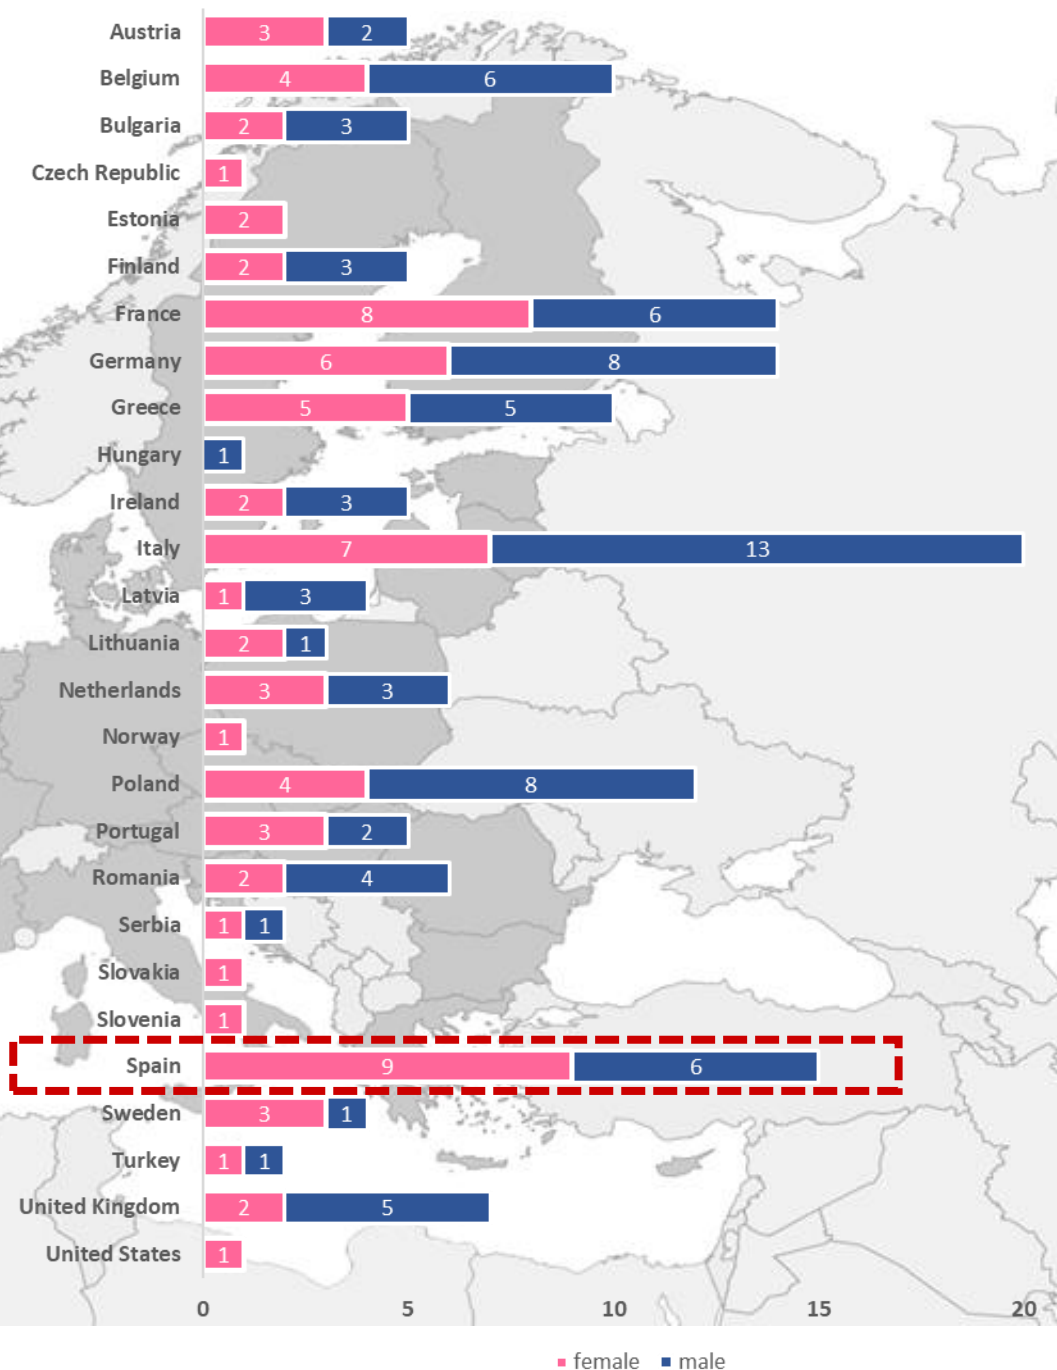 Austria 3 2
Belgium 4 6
Bulgaria 2 3
Czech Republic 1
Estonia 2
Finland 2 3
France 8 6
Germany 6 8
Greece 5 5
Hungary 1
Ireland 2 3
Italy 7 13
Latvia 1 3
Lithuania 2 1
Netherlands 3 3
Norway 1
Poland 4 8
Portugal 3 2
Romania 2 4
Serbia 1 1
Slovakia 1
Slovenia 1
Spain 9 6
Sweden 3 1
Turkey 1 1
United Kingdom 2 5
United States 1
0 5 10 15 20
female male